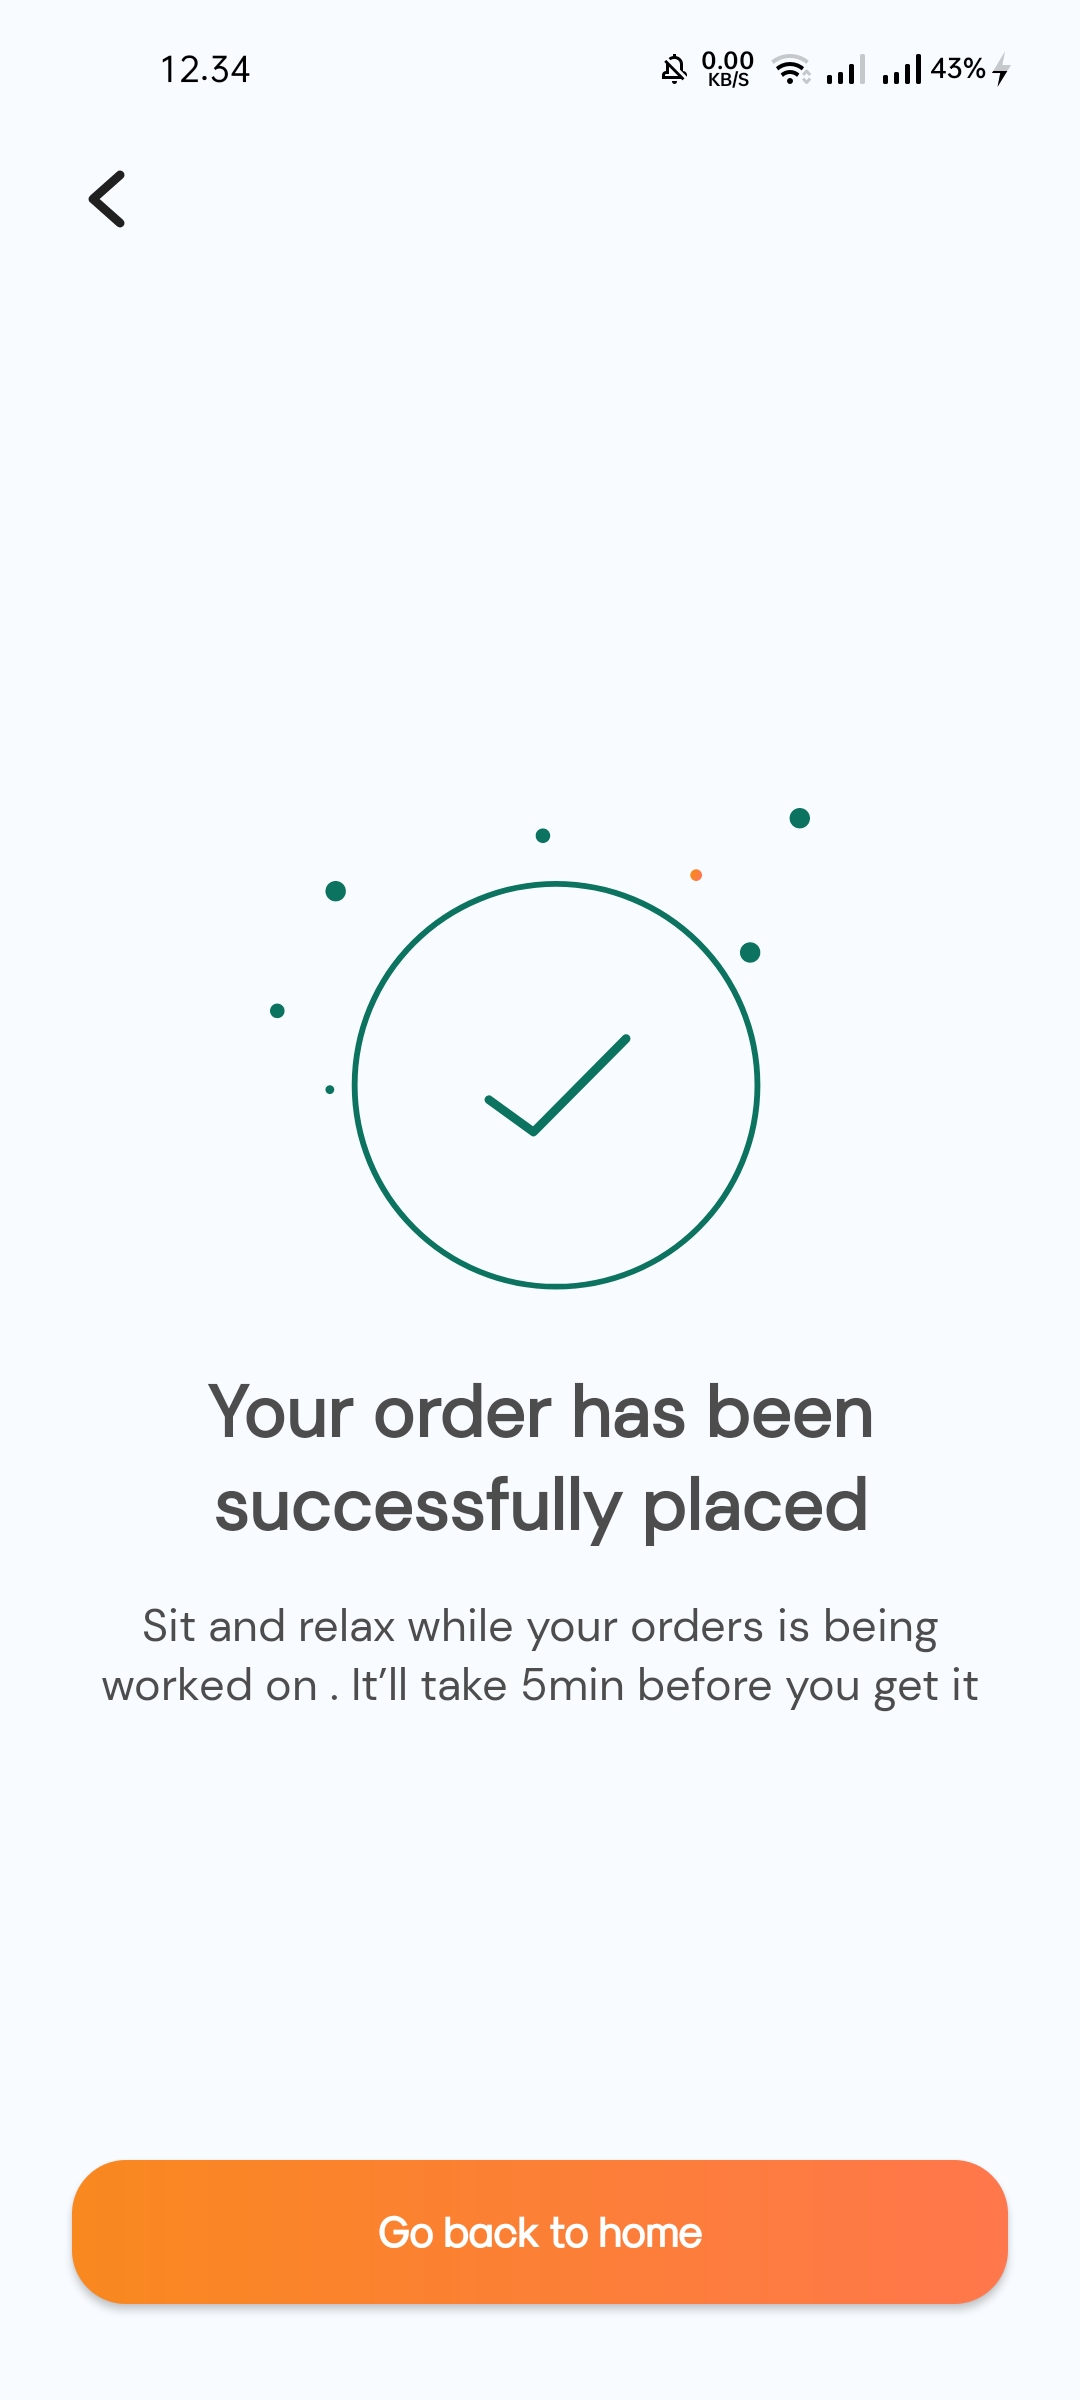 12.34
0.00
KB/S
43%
Your order has been
successfully placed
Sit and relax while your orders is being
worked on . It’ll take 5min before you get it
Go back to home